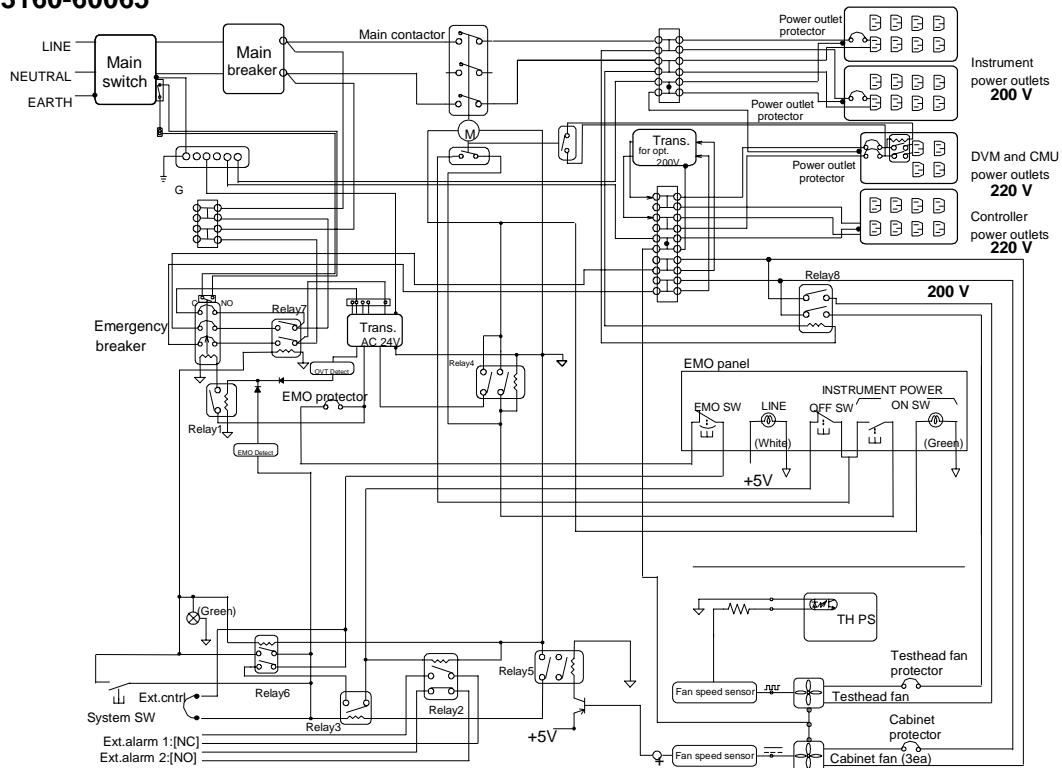 3160-60065
LINE
NEUTRAL
EARTH
Main
switch
Main
breaker
Main contactor
Power outlet
protector
Instrument
power outlets
200 V
Power outlet
protector
M
Trans.
for opt.
200V
Power outlet
protector
DVM and CMU
power outlets
220 V
Controller
power outlets
220 V
G
C
NO
Relay7
Emergency
breaker
Trans.
AC 24V
OVT Detect
Relay4
Relay8
200 V
EMO protector
Relay1
EMO Detect
EMO panel
INSTRUMENT POWER
EMO SW
LINE
OFF SW
ON SW
(White)
(Green)
+5V
(Green)
TH PS
Relay6
Ext.cntrl
System SW
Relay3
Relay2
Relay5
Ext.alarm 1:[NC]
Ext.alarm 2:[NO]
+5V
Fan speed sensor
Testhead fan
protector
Testhead fan
Cabinet
protector
Fan speed sensor
Cabinet fan (3ea)